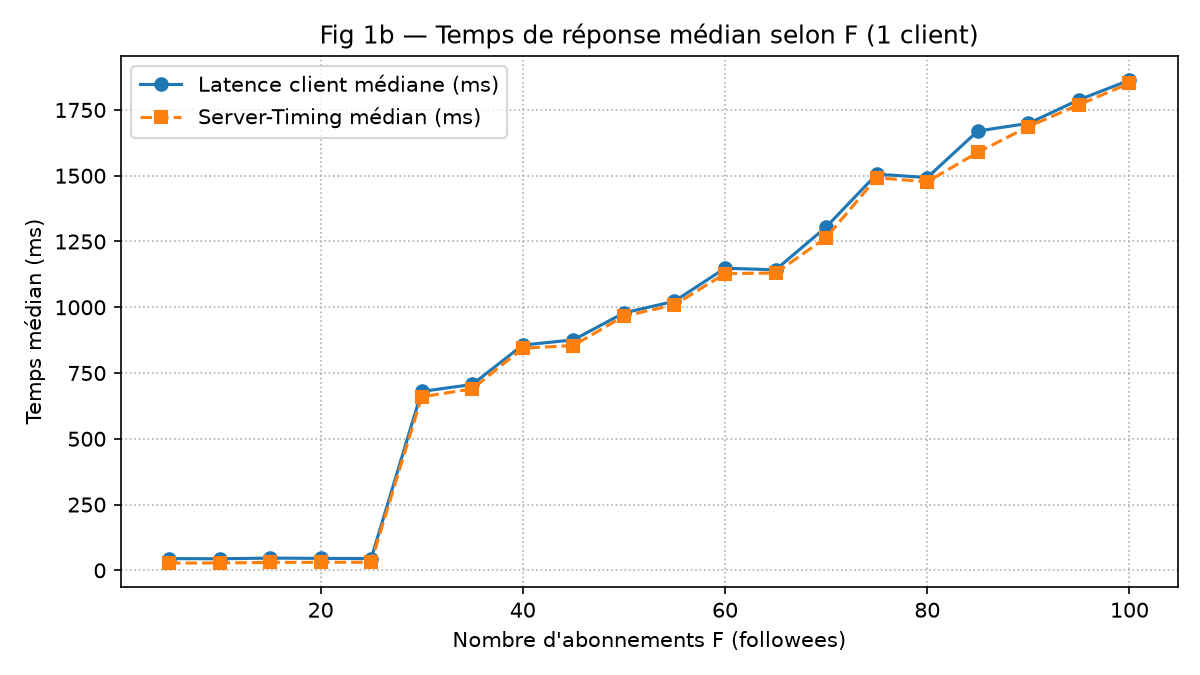 Fig 1b — Temps de réponse médian selon F (1 client)
Latence client médiane (ms)
Server-Timing médian (ms)
Temps médian (ms)
1750
1500
1250
1000
750
500
250
0
20 40 60 80 100
Nombre d'abonnements F (followees)